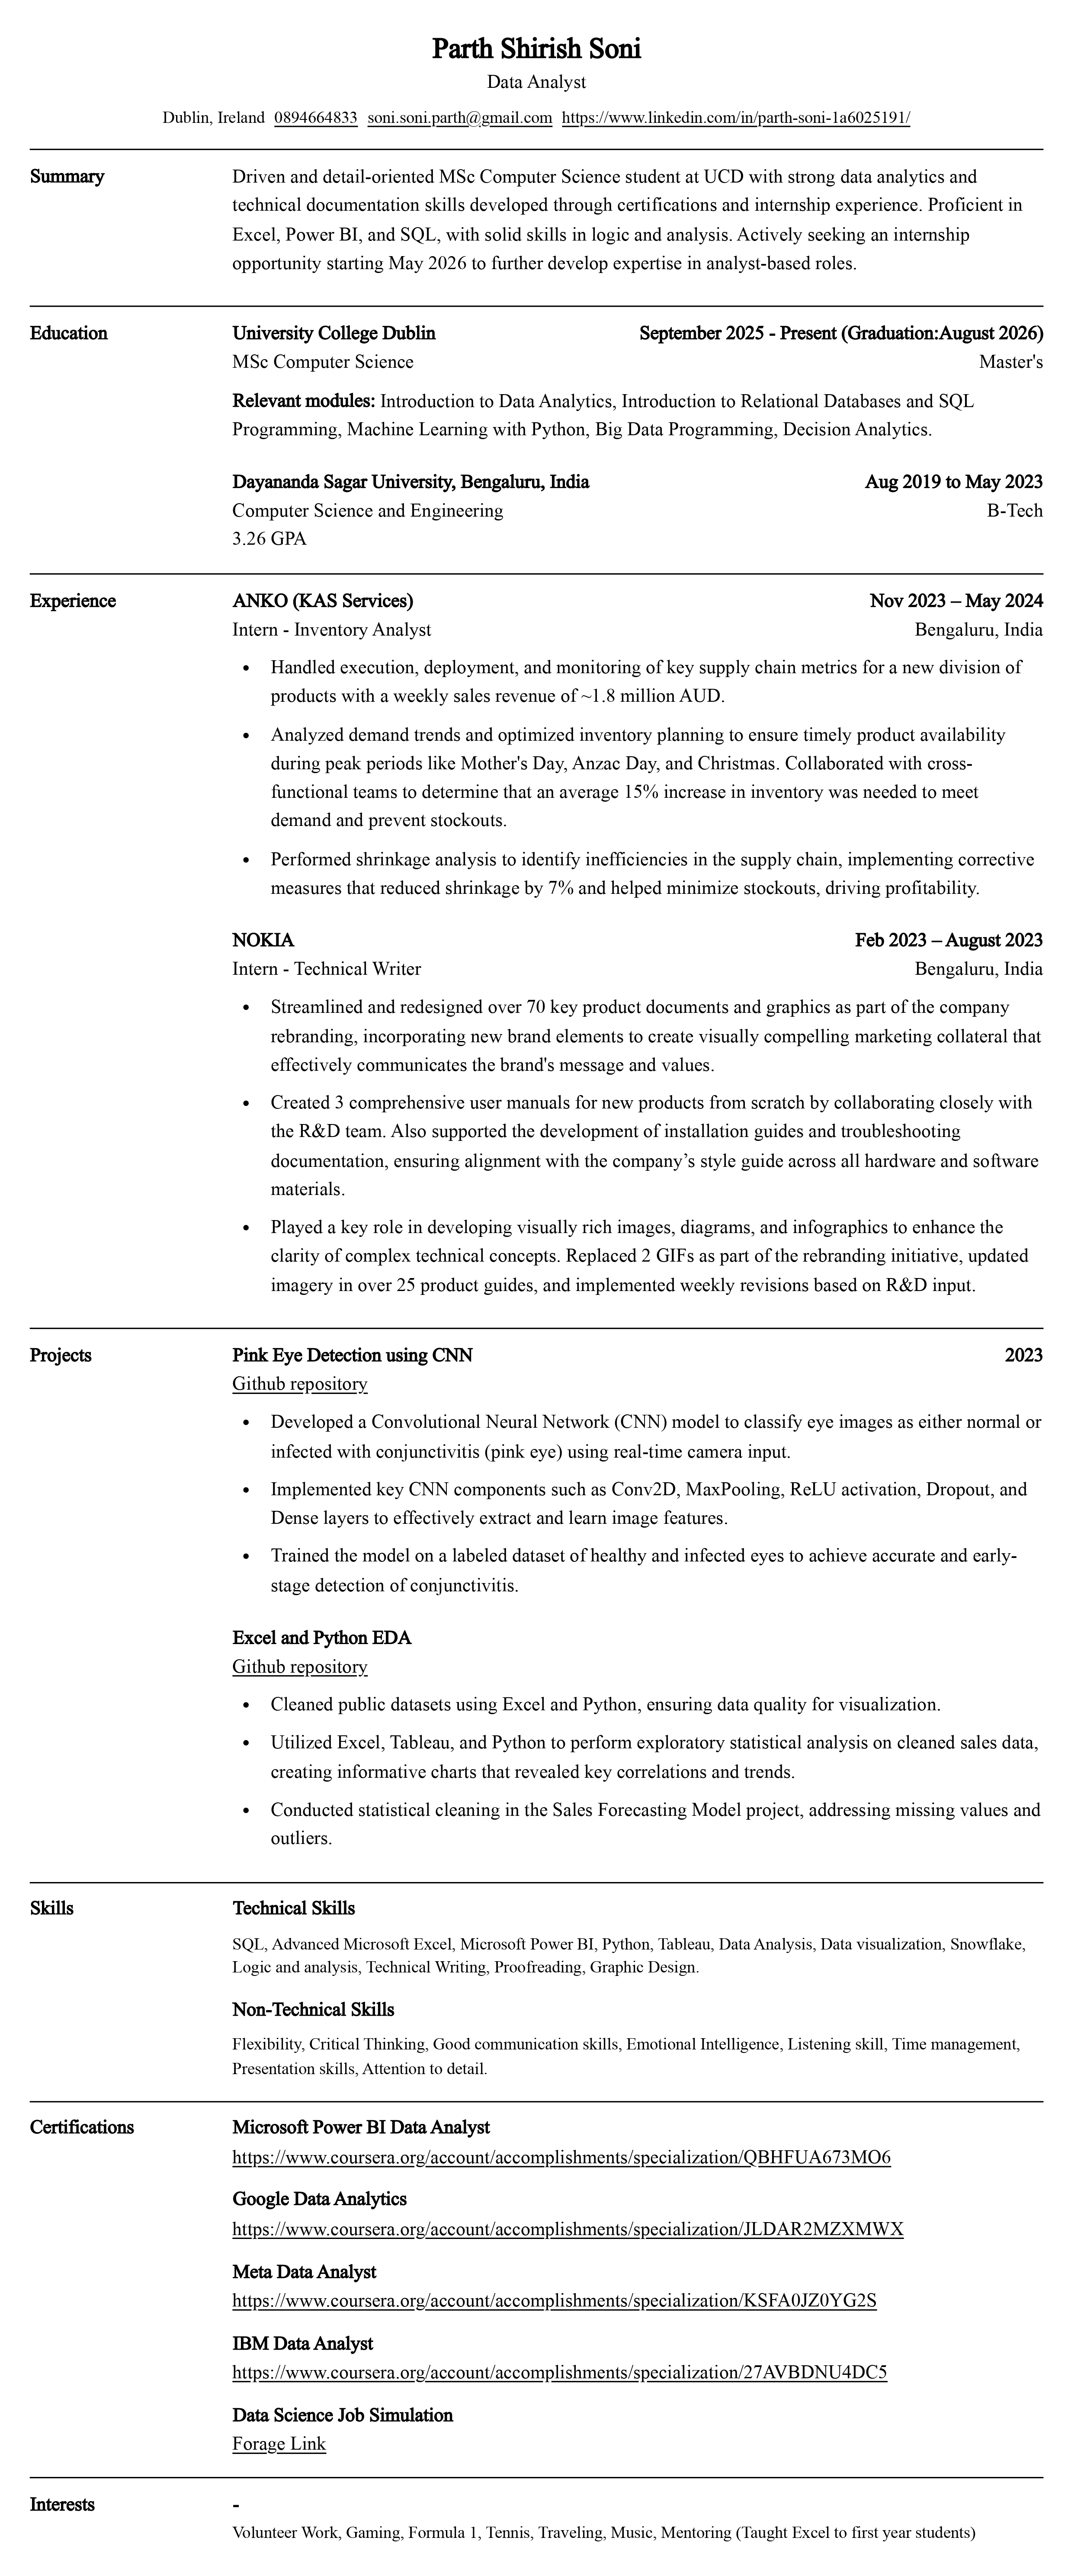 Parth Shirish Soni
Data Analyst
Dublin, Ireland 0894664833 soni.soni.parth@gmail.com https://www.linkedin.com/in/parth-soni-1a6025191/
Summary
Driven and detail-oriented MSc Computer Science student at UCD with strong data analytics and
technical documentation skills developed through certifications and internship experience. Proficient in
Excel, Power BI, and SQL, with solid skills in logic and analysis. Actively seeking an internship
opportunity starting May 2026 to further develop expertise in analyst-based roles.
Education
University College Dublin September 2025 - Present (Graduation:August 2026)
MSc Computer Science Master's
Relevant modules: Introduction to Data Analytics, Introduction to Relational Databases and SQL
Programming, Machine Learning with Python, Big Data Programming, Decision Analytics.
Dayananda Sagar University, Bengaluru, India Aug 2019 to May 2023
Computer Science and Engineering B-Tech
3.26 GPA
Experience
ANKO (KAS Services) Nov 2023 – May 2024
Intern - Inventory Analyst Bengaluru, India
• Handled execution, deployment, and monitoring of key supply chain metrics for a new division of
products with a weekly sales revenue of ~1.8 million AUD.
• Analyzed demand trends and optimized inventory planning to ensure timely product availability
during peak periods like Mother's Day, Anzac Day, and Christmas. Collaborated with cross-
functional teams to determine that an average 15% increase in inventory was needed to meet
demand and prevent stockouts.
• Performed shrinkage analysis to identify inefficiencies in the supply chain, implementing corrective
measures that reduced shrinkage by 7% and helped minimize stockouts, driving profitability.
NOKIA Feb 2023 – August 2023
Intern - Technical Writer Bengaluru, India
• Streamlined and redesigned over 70 key product documents and graphics as part of the company
rebranding, incorporating new brand elements to create visually compelling marketing collateral that
effectively communicates the brand's message and values.
• Created 3 comprehensive user manuals for new products from scratch by collaborating closely with
the R&D team. Also supported the development of installation guides and troubleshooting
documentation, ensuring alignment with the company’s style guide across all hardware and software
materials.
• Played a key role in developing visually rich images, diagrams, and infographics to enhance the
clarity of complex technical concepts. Replaced 2 GIFs as part of the rebranding initiative, updated
imagery in over 25 product guides, and implemented weekly revisions based on R&D input.
Projects
Pink Eye Detection using CNN 2023
Github repository
• Developed a Convolutional Neural Network (CNN) model to classify eye images as either normal or
infected with conjunctivitis (pink eye) using real-time camera input.
• Implemented key CNN components such as Conv2D, MaxPooling, ReLU activation, Dropout, and
Dense layers to effectively extract and learn image features.
• Trained the model on a labeled dataset of healthy and infected eyes to achieve accurate and early-
stage detection of conjunctivitis.
Excel and Python EDA
Github repository
• Cleaned public datasets using Excel and Python, ensuring data quality for visualization.
• Utilized Excel, Tableau, and Python to perform exploratory statistical analysis on cleaned sales data,
creating informative charts that revealed key correlations and trends.
• Conducted statistical cleaning in the Sales Forecasting Model project, addressing missing values and
outliers.
Skills
Technical Skills
SQL, Advanced Microsoft Excel, Microsoft Power BI, Python, Tableau, Data Analysis, Data visualization, Snowflake,
Logic and analysis, Technical Writing, Proofreading, Graphic Design.
Non-Technical Skills
Flexibility, Critical Thinking, Good communication skills, Emotional Intelligence, Listening skill, Time management,
Presentation skills, Attention to detail.
Certifications
Microsoft Power BI Data Analyst
https://www.coursera.org/account/accomplishments/specialization/QBHFUA673MO6
Google Data Analytics
https://www.coursera.org/account/accomplishments/specialization/JLDAR2MZXMWX
Meta Data Analyst
https://www.coursera.org/account/accomplishments/specialization/KSFA0JZ0YG2S
IBM Data Analyst
https://www.coursera.org/account/accomplishments/specialization/27AVBDNU4DC5
Data Science Job Simulation
Forage Link
Interests
-
Volunteer Work, Gaming, Formula 1, Tennis, Traveling, Music, Mentoring (Taught Excel to first year students)